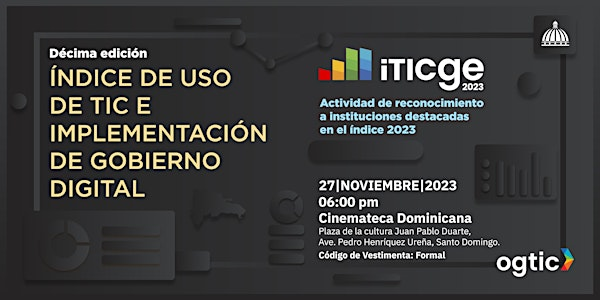 Décima edición
ÍNDICE DE USO
DE TIC E
IMPLEMENTACIÓN
DE GOBIERNO
DIGITAL
iTICge
2023
Actividad de reconocimiento
a instituciones destacadas
en el índice 2023
27|NOVIEMBRE|2023
06:00 pm
Cinemateca Dominicana
Plaza de la cultura Juan Pablo Duarte,
Ave. Pedro Henríquez Ureña, Santo Domingo.
Código de Vestimenta: Formal
ogtic